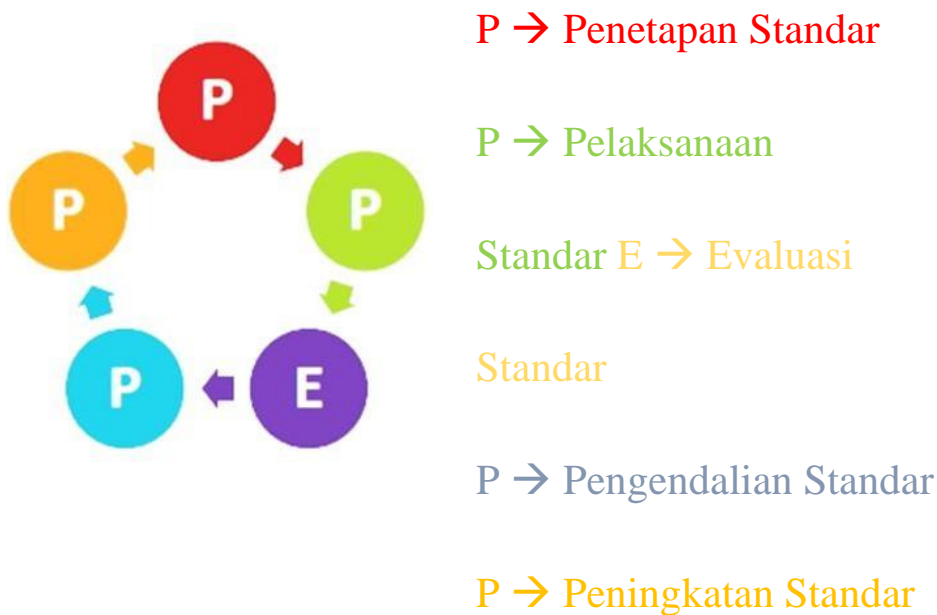 P
P
P
P
E
P → Penetapan Standar
P → Pelaksanaan
Standar E → Evaluasi
Standar
P → Pengendalian Standar
P → Peningkatan Standar